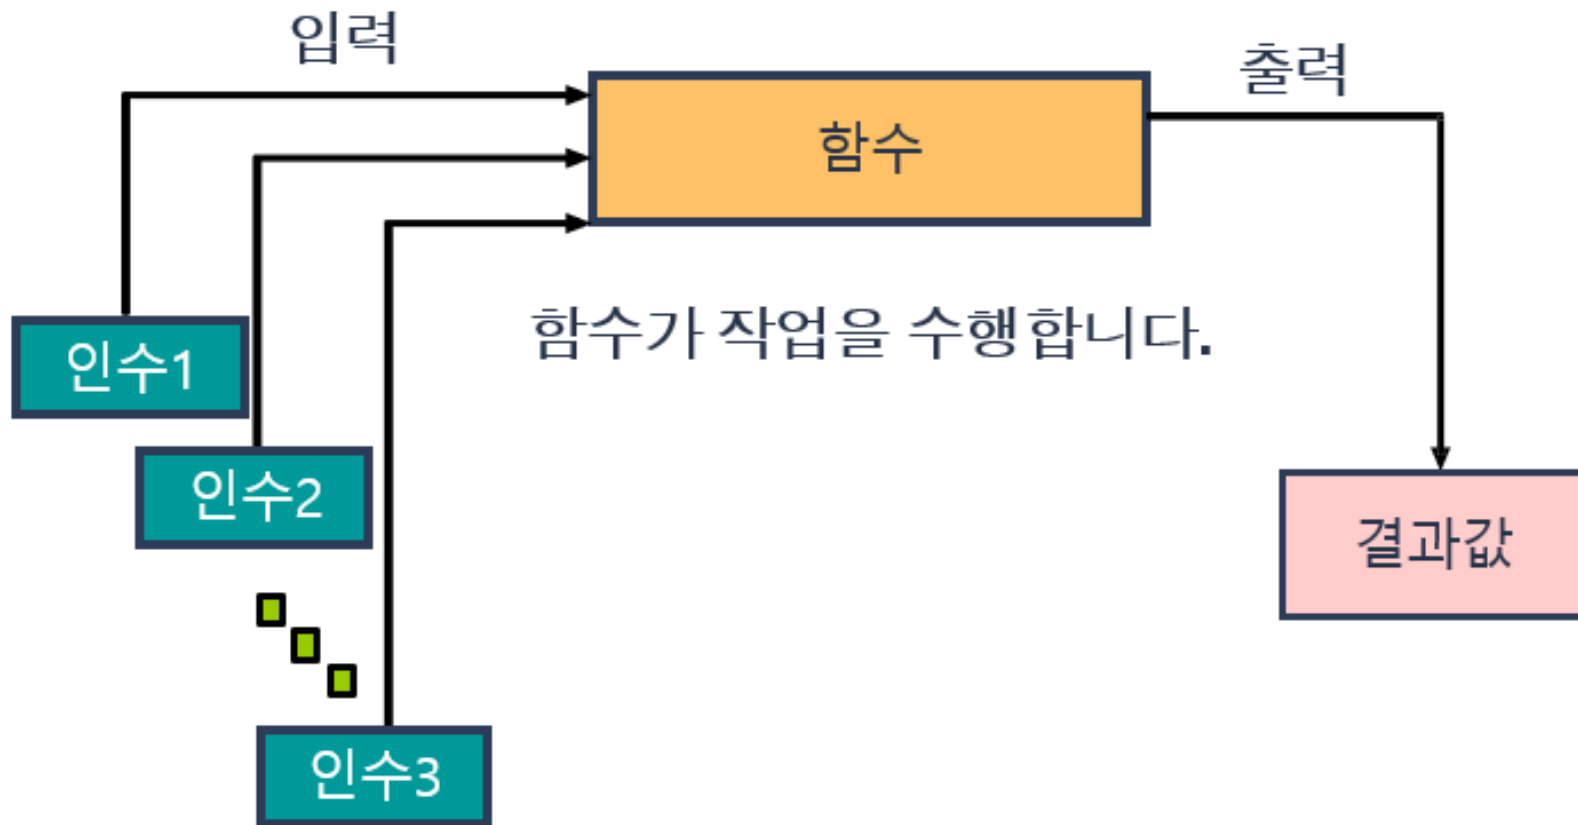 입력
출력
함수
함수가 작업을 수행합니다.
인수1
인수2
결과값
인수3